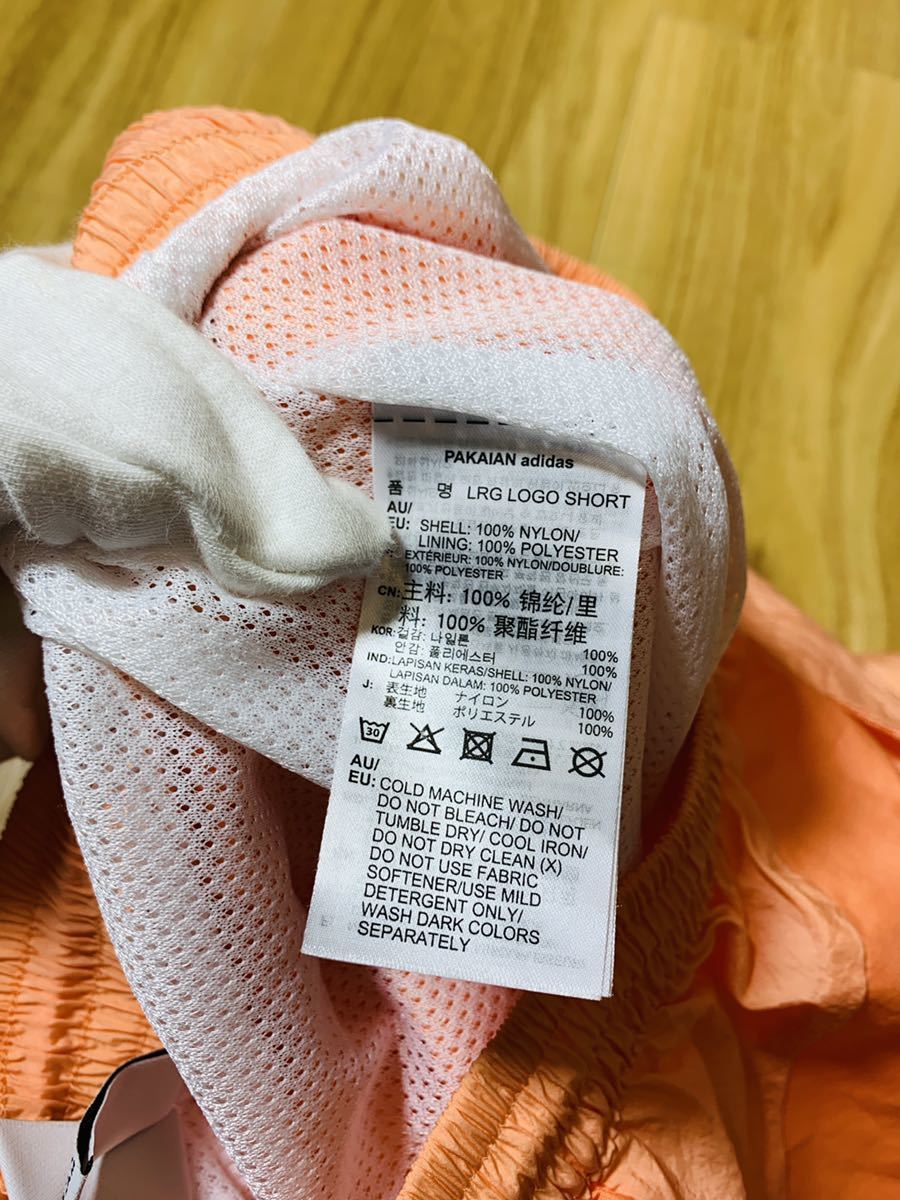 PAKAIAN adidas
품 명 LRG LOGO SHORT
AU/
EU: SHELL: 100% NYLON/
LINING: 100% POLYESTER
EXTÉRIEUR: 100% NYLON/DOUBLURE:
100% POLYESTER
CN: 主料: 100% 锦纶/里
料: 100% 聚酯纤维
KOR: 겉감: 나일론 100%
안감: 폴리에스터 100%
IND: LAPISAN KERAS/SHELL: 100% NYLON/
LAPISAN DALAM: 100% POLYESTER
J: 表生地 ナイロン 100%
裏生地 ポリエステル 100%
30
AU/
EU: COLD MACHINE WASH/
DO NOT BLEACH/ DO NOT
TUMBLE DRY/ COOL IRON/
DO NOT DRY CLEAN (X)
DO NOT USE FABRIC
SOFTENER/USE MILD
DETERGENT ONLY/
WASH DARK COLORS
SEPARATELY